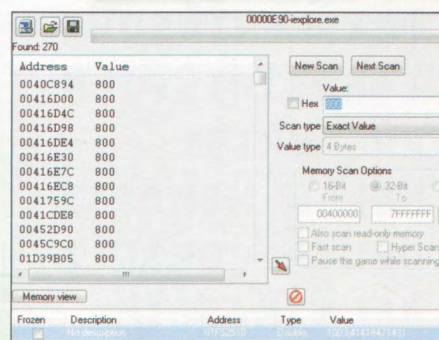 00000E90-iexplore.exe
Found: 270
Address Value
0040C894 800
00416D00 800
00416D4C 800
00416D98 800
00416DE4 800
00416E30 800
00416E7C 800
00416EC8 800
0041759C 800
0041CDE8 800
00452D90 800
0045C9C0 800
01D39B05 800
New Scan Next Scan
Value:
Hex 800
Scan type Exact Value
Value type 4 Bytes
Memory Scan Options
16-Bit 32-Bit
From To
00400000 7FFFFFFF
Also scan read-only memory
Fast scan Hyper Scan
Pause the game while scanning
Memory view
Frozen Description Address Type Value
No description